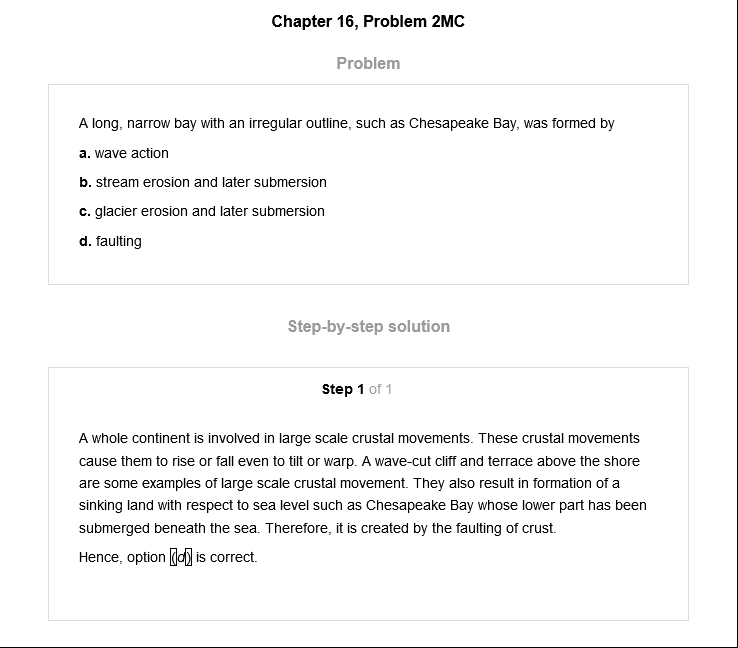 Chapter 16, Problem 2MC
Problem
A long, narrow bay with an irregular outline, such as Chesapeake Bay, was formed by
a. wave action
b. stream erosion and later submersion
c. glacier erosion and later submersion
d. faulting
Step-by-step solution
Step 1 of 1
A whole continent is involved in large scale crustal movements. These crustal movements
cause them to rise or fall even to tilt or warp. A wave-cut cliff and terrace above the shore
are some examples of large scale crustal movement. They also result in formation of a
sinking land with respect to sea level such as Chesapeake Bay whose lower part has been
submerged beneath the sea. Therefore, it is created by the faulting of crust.
Hence, option (d) is correct.